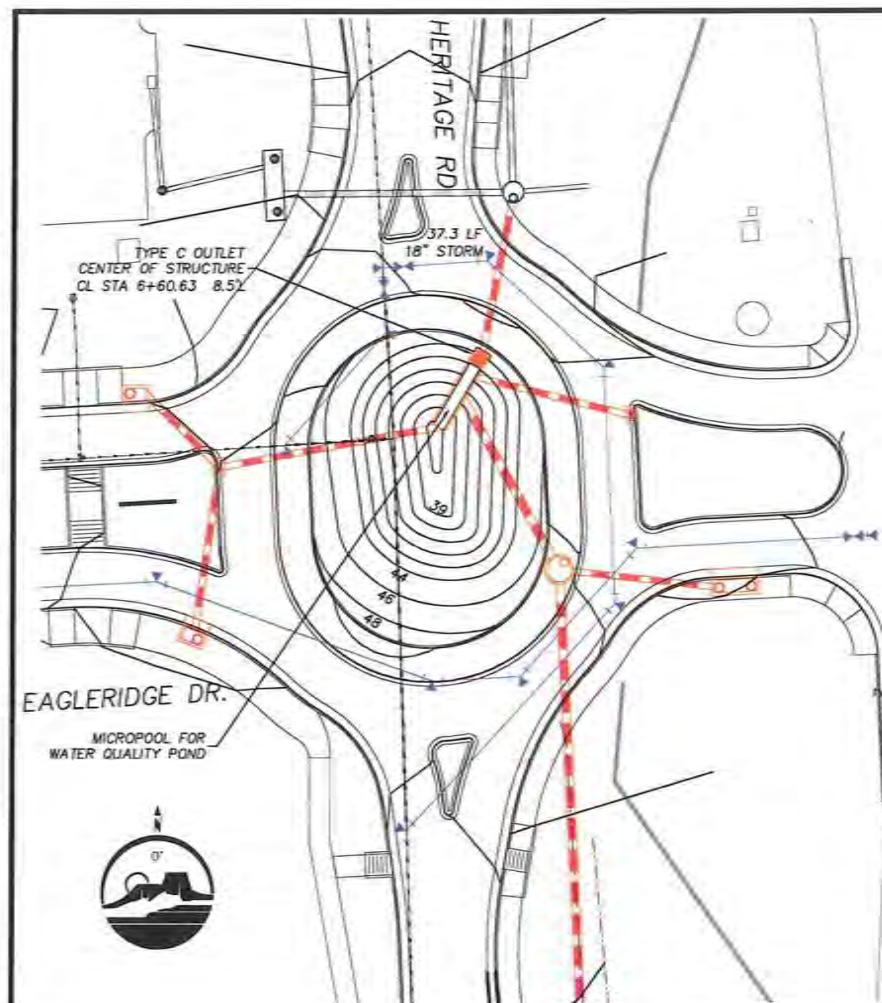 HERITAGE RD
37.3 LF
18" STORM
TYPE C OUTLET
CENTER OF STRUCTURE
CL STA 6+60.63 8.5'L
7
39
44
46
48
EAGLERIDGE DR.
MICROPOOL FOR
WATER QUALITY POND
N
0'